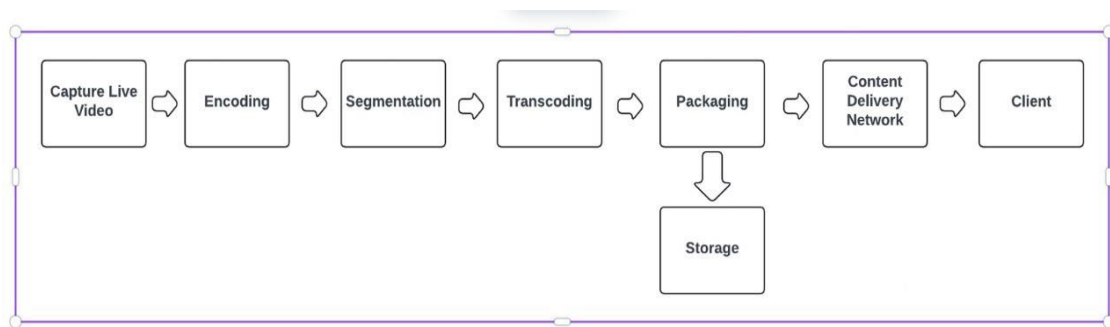 Capture Live
Video
Encoding
Segmentation
Transcoding
Packaging
Content
Delivery
Network
Client
Storage